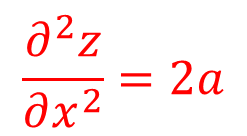 ∂²z/∂x² = 2a